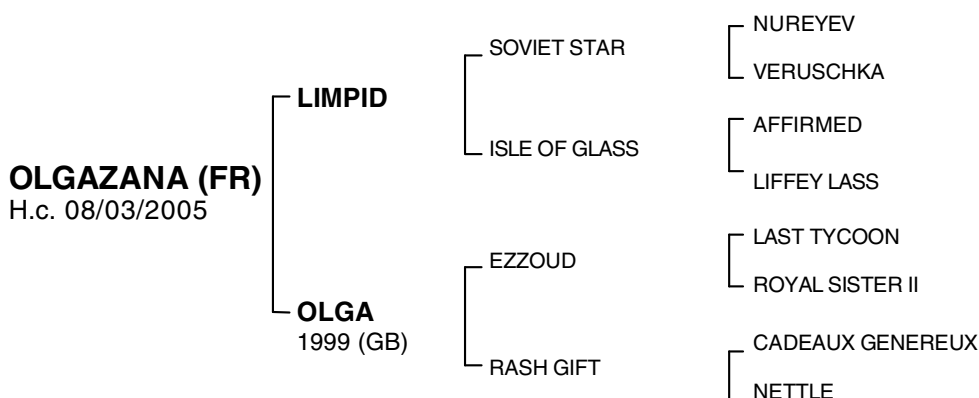 NUREYEV
SOVIET STAR
VERUSCHKA
LIMPID
AFFIRMED
ISLE OF GLASS
LIFFEY LASS
OLGAZANA (FR)
H.c. 08/03/2005
LAST TYCOON
EZZOUD
ROYAL SISTER II
OLGA
1999 (GB)
CADEAUX GENEREUX
RASH GIFT
NETTLE